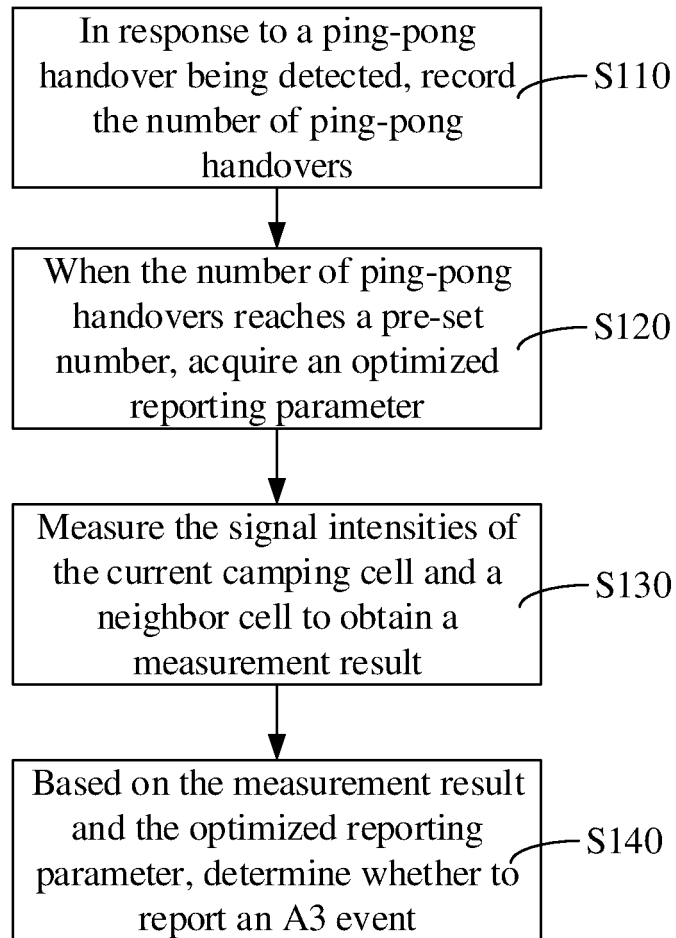 In response to a ping-pong
handover being detected, record
the number of ping-pong
handovers
S110
When the number of ping-pong
handovers reaches a pre-set
number, acquire an optimized
reporting parameter
S120
Measure the signal intensities of
the current camping cell and a
neighbor cell to obtain a
measurement result
S130
Based on the measurement result
and the optimized reporting
parameter, determine whether to
report an A3 event
S140